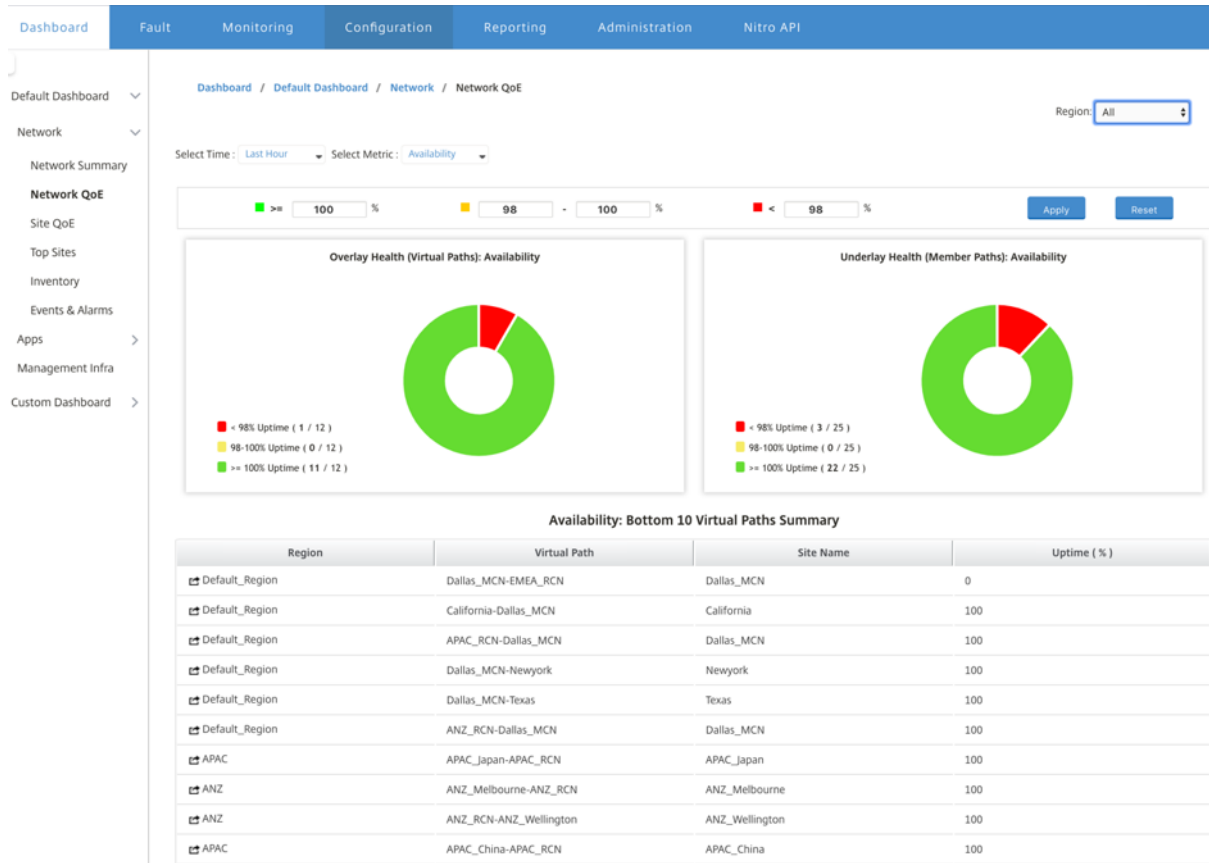 Dashboard Fault Monitoring Configuration Reporting Administration Nitro API
Default Dashboard
Network
Network Summary
Network QoE
Site QoE
Top Sites
Inventory
Events & Alarms
Apps
Management Infra
Custom Dashboard
Dashboard / Default Dashboard / Network / Network QoE
Region: All
Select Time : Last Hour Select Metric : Availability
>= 100 % 98 - 100 % < 98 % Apply Reset
Overlay Health (Virtual Paths): Availability
< 98% Uptime ( 1 / 12 )
98-100% Uptime ( 0 / 12 )
>= 100% Uptime ( 11 / 12 )
Underlay Health (Member Paths): Availability
< 98% Uptime ( 3 / 25 )
98-100% Uptime ( 0 / 25 )
>= 100% Uptime ( 22 / 25 )
Availability: Bottom 10 Virtual Paths Summary
Region Virtual Path Site Name Uptime ( % )
Default_Region Dallas_MCN-EMEA_RCN Dallas_MCN 0
Default_Region California-Dallas_MCN California 100
Default_Region APAC_RCN-Dallas_MCN Dallas_MCN 100
Default_Region Dallas_MCN-Newyork Newyork 100
Default_Region Dallas_MCN-Texas Texas 100
Default_Region ANZ_RCN-Dallas_MCN Dallas_MCN 100
APAC APAC_Japan-APAC_RCN APAC_Japan 100
ANZ ANZ_Melbourne-ANZ_RCN ANZ_Melbourne 100
ANZ ANZ_RCN-ANZ_Wellington ANZ_Wellington 100
APAC APAC_China-APAC_RCN APAC_China 100